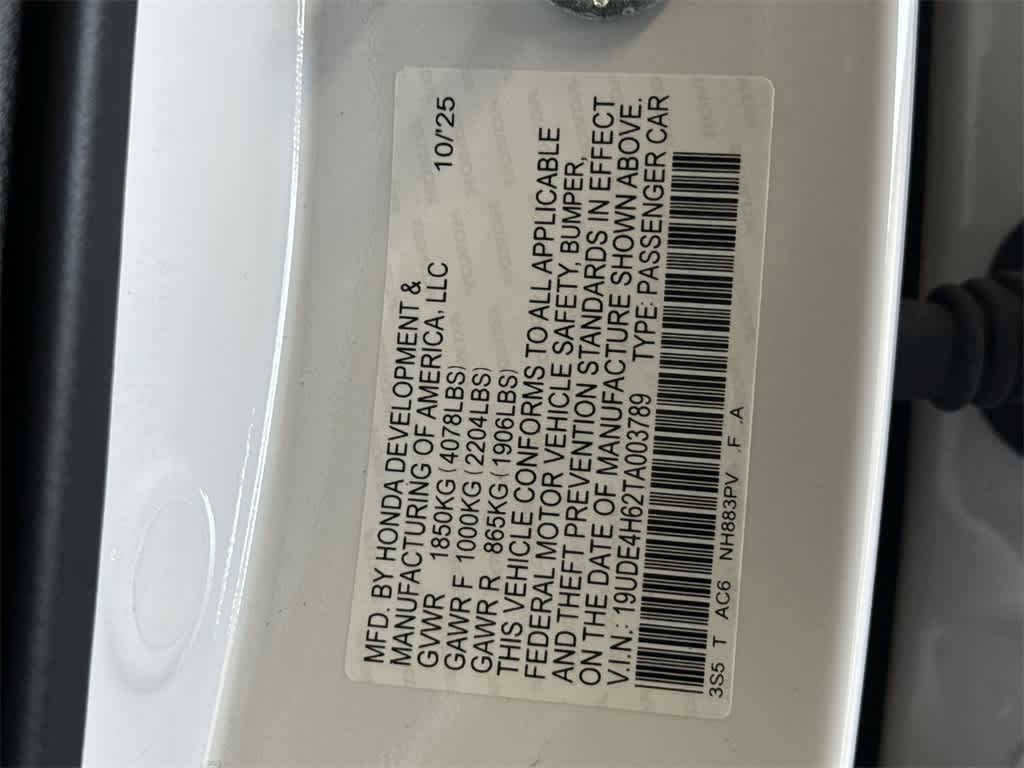 MFD. BY HONDA DEVELOPMENT &
MANUFACTURING OF AMERICA, LLC 10/'25
GVWR 1850KG (4078LBS)
GAWR F 1000KG (2204LBS)
GAWR R 865KG (1906LBS)
THIS VEHICLE CONFORMS TO ALL APPLICABLE
FEDERAL MOTOR VEHICLE SAFETY, BUMPER,
AND THEFT PREVENTION STANDARDS IN EFFECT
ON THE DATE OF MANUFACTURE SHOWN ABOVE.
V.I.N.: 19UDE4H62TA003789 TYPE: PASSENGER CAR
3S5 T AC6 NH883PV .F .A